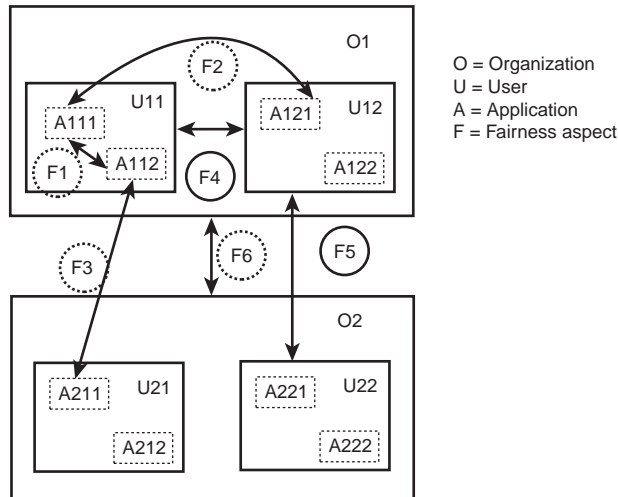 O1
F2
U11
U12
A111
A121
F1
A112
F4
A122
F3
F6
F5
O2
A211
U21
A221
U22
A212
A222
O = Organization
U = User
A = Application
F = Fairness aspect